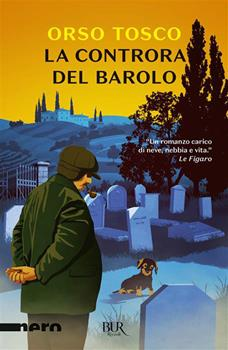 ORSO TOSCO
LA CONTRORA
DEL BAROLO
"Un romanzo carico
di neve, nebbia e vita."
Le Figaro
nero
BUR
Rizzoli